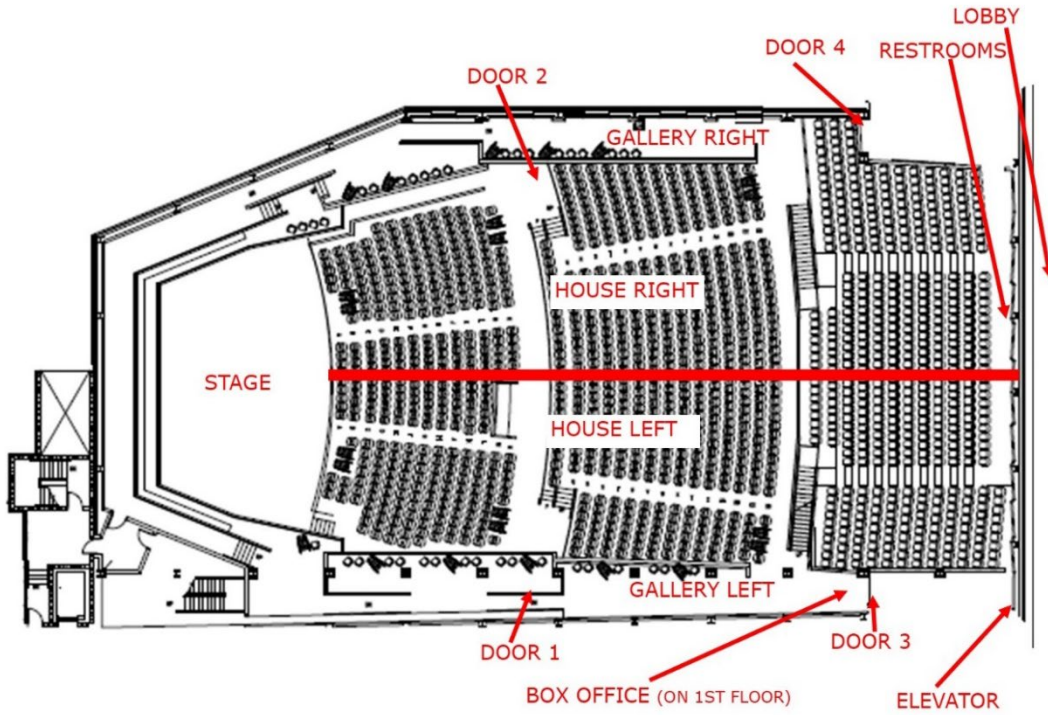 LOBBY
DOOR 4
RESTROOMS
DOOR 2
GALLERY RIGHT
HOUSE RIGHT
STAGE
HOUSE LEFT
GALLERY LEFT
DOOR 1
DOOR 3
BOX OFFICE (ON 1ST FLOOR)
ELEVATOR